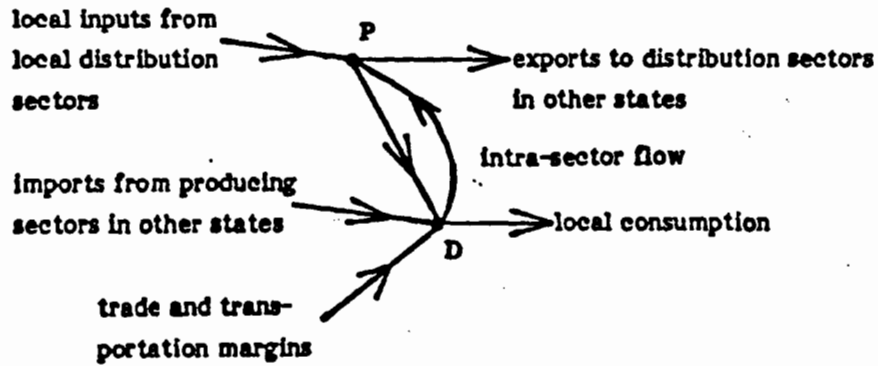 local inputs from
local distribution
sectors
P
exports to distribution sectors
in other states
intra-sector flow
imports from producing
sectors in other states
local consumption
D
trade and trans-
portation margins